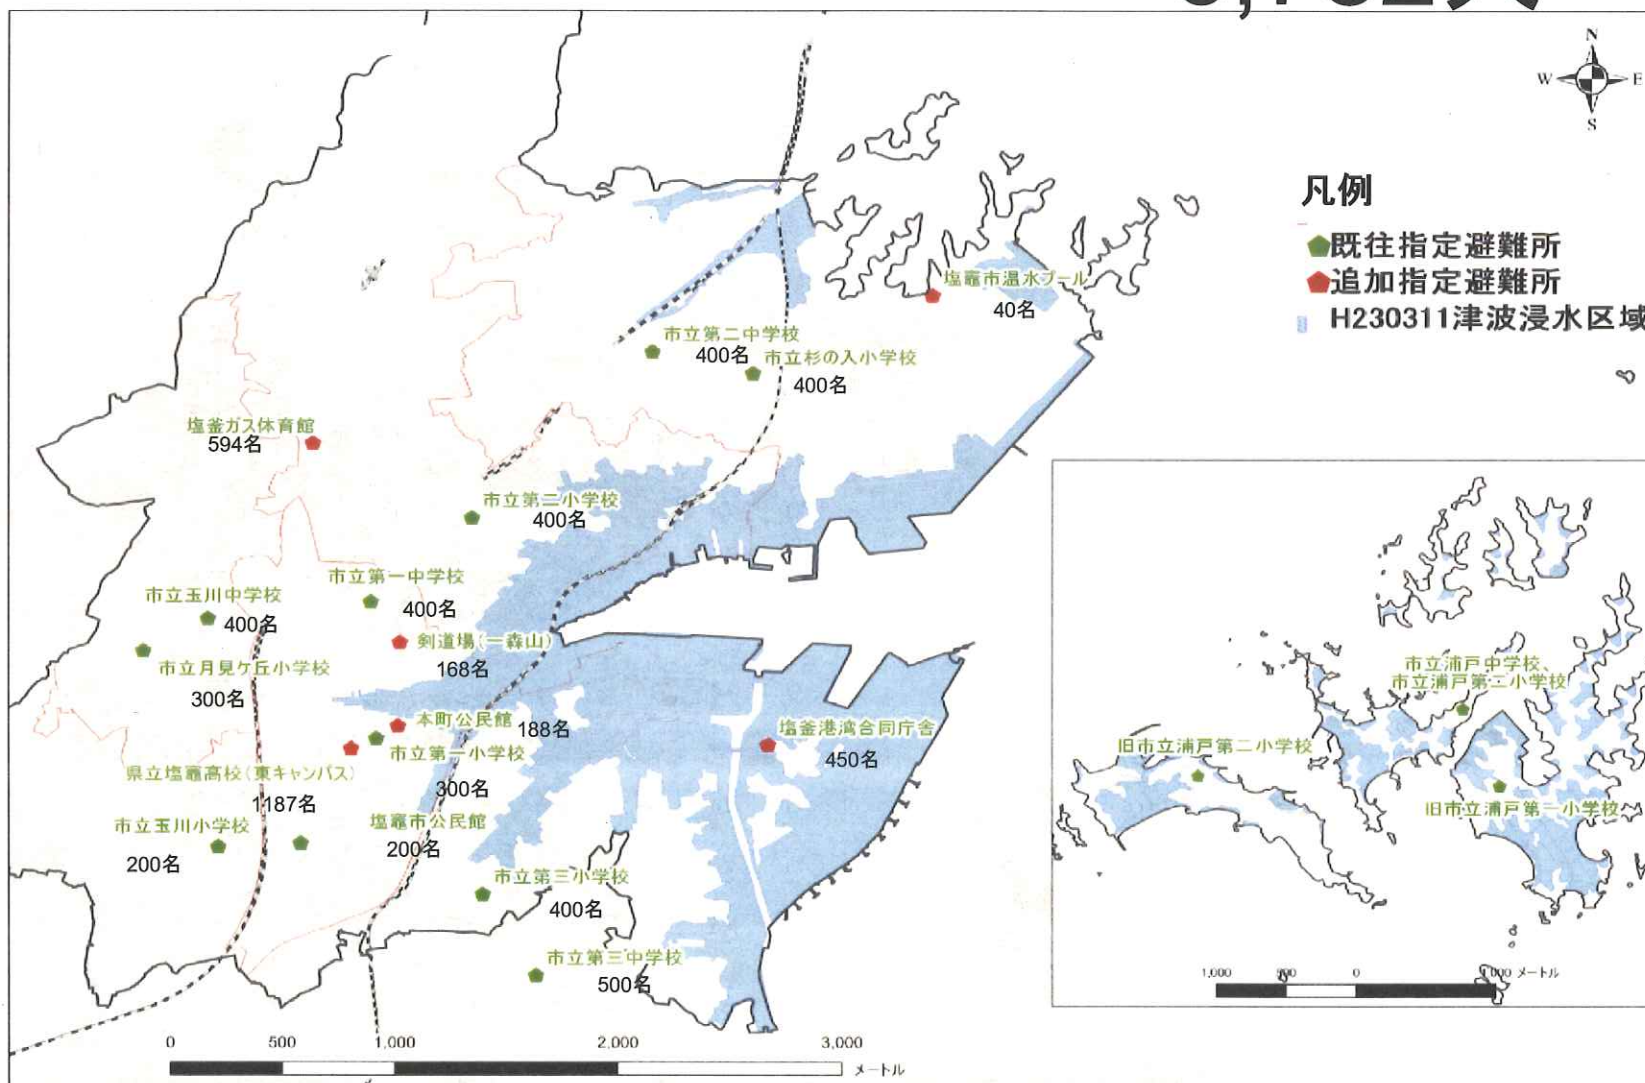 N
W
E
S
凡例
既往指定避難所
追加指定避難所
H230311津波浸水区域
塩竈市温水プール
40名
市立第二中学校
400名
市立杉の入小学校
400名
塩釜ガス体育館
594名
市立第二小学校
400名
市立第一中学校
400名
市立玉川中学校
400名
剣道場(一森山)
168名
市立月見ケ丘小学校
300名
本町公民館
188名
塩釜港湾合同庁舎
450名
市立第一小学校
300名
県立塩竈高校(東キャンパス)
1187名
塩竈市公民館
200名
市立玉川小学校
200名
市立第三小学校
400名
市立第三中学校
500名
0 500 1,000 2,000 3,000
メートル
市立浦戸中学校、
市立浦戸第二小学校
旧市立浦戸第二小学校
旧市立浦戸第一小学校
1,000 500 0 1,000 メートル